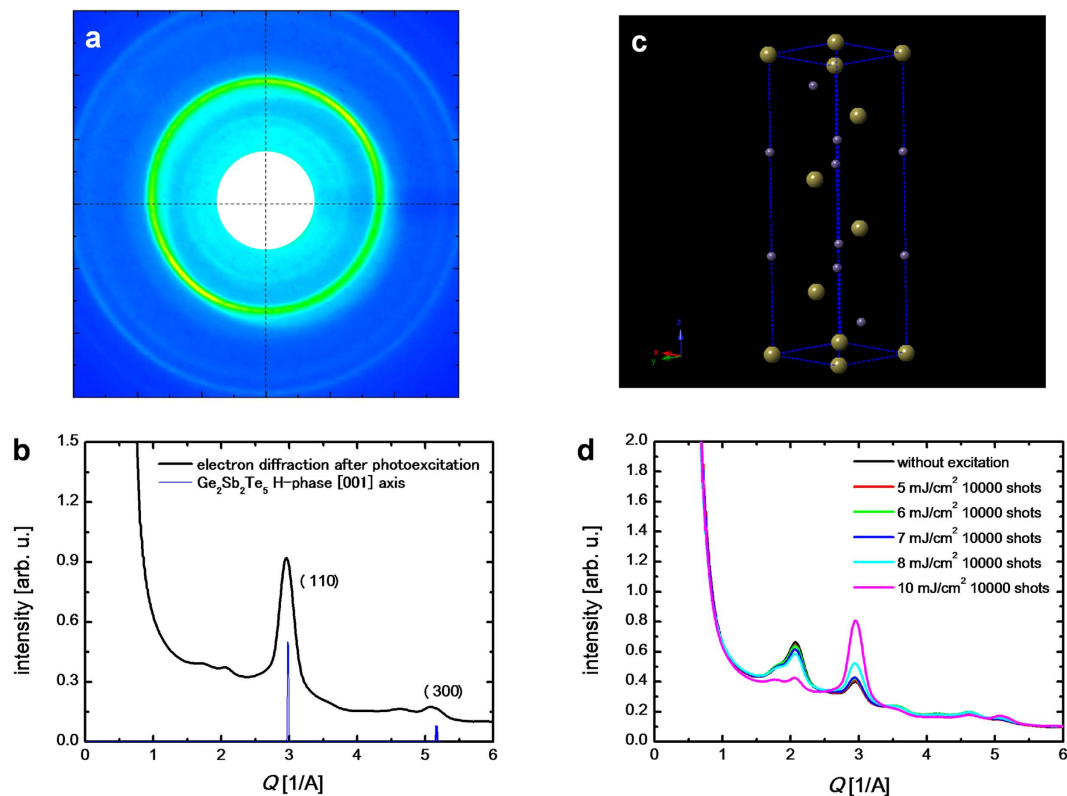 a
c
z
x
y
b
1.5
1.2
0.9
0.6
0.3
0.0
intensity [arb. u.]
electron diffraction after photoexcitation
Ge2Sb2Te5 H-phase [001] axis
(110)
(300)
0 1 2 3 4 5 6
Q [1/A]
d
2.0
1.8
1.6
1.4
1.2
1.0
0.8
0.6
0.4
0.2
0.0
intensity [arb. u.]
without excitation
5 mJ/cm² 10000 shots
6 mJ/cm² 10000 shots
7 mJ/cm² 10000 shots
8 mJ/cm² 10000 shots
10 mJ/cm² 10000 shots
0 1 2 3 4 5 6
Q [1/A]